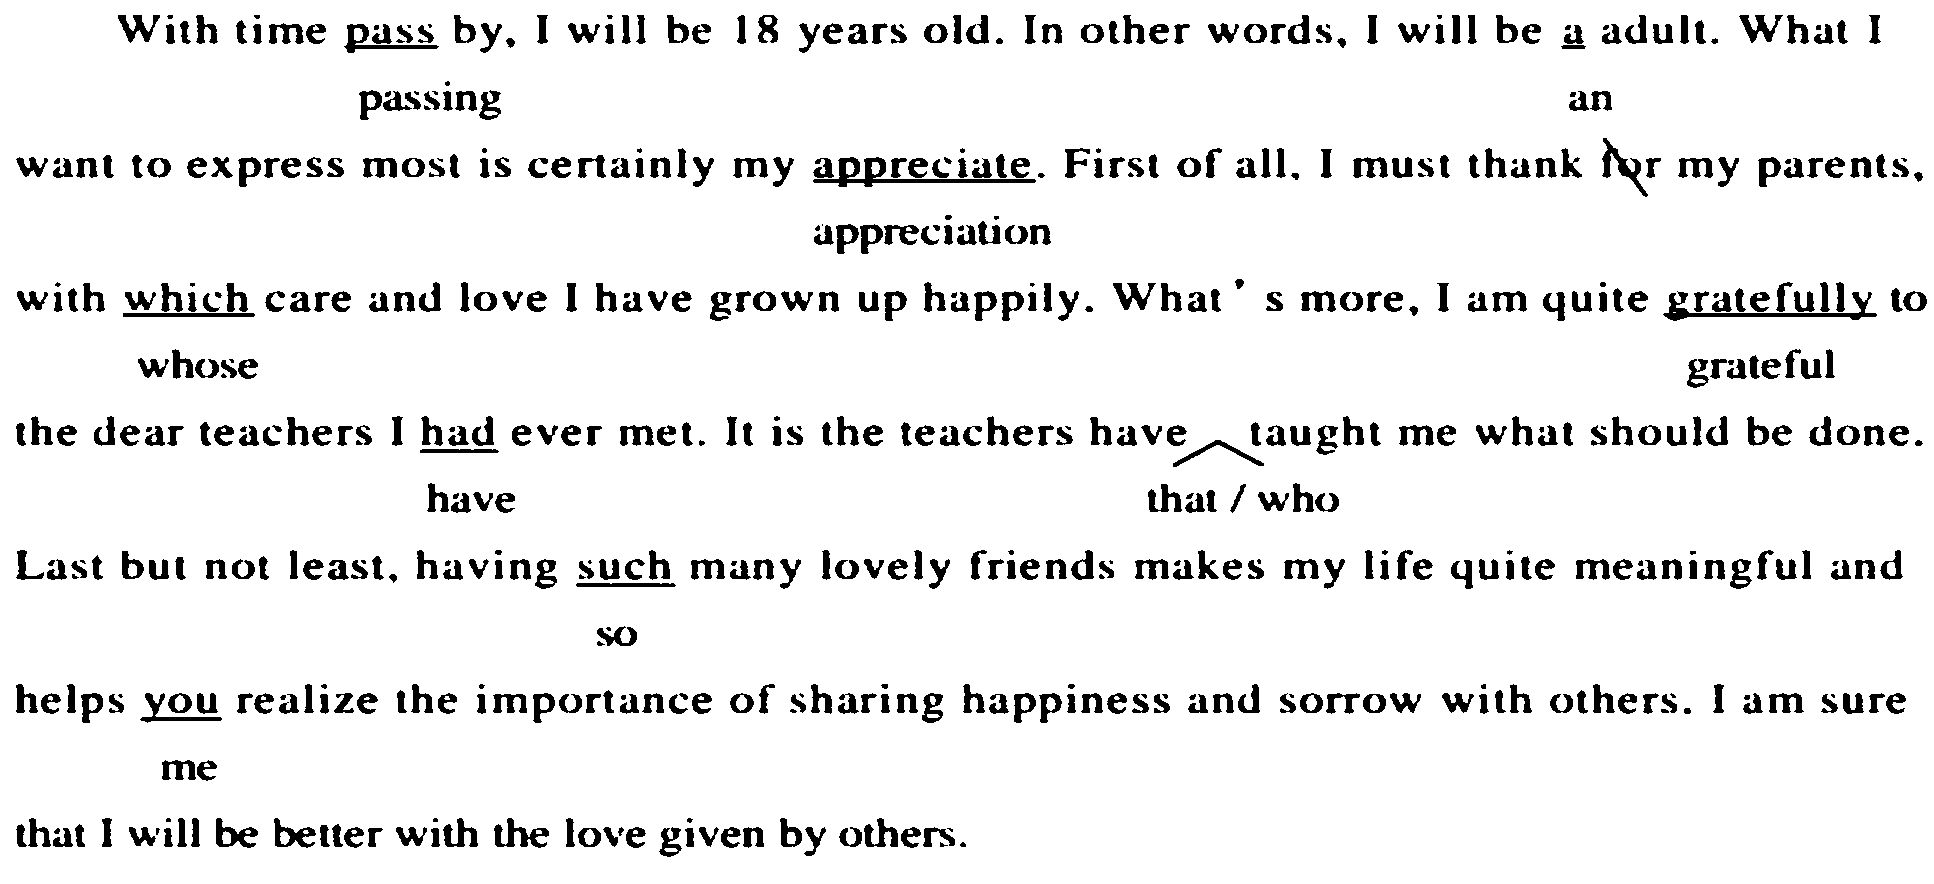 With time pass by, I will be 18 years old. In other words, I will be a adult. What I
passing an
want to express most is certainly my appreciate. First of all, I must thank for my parents,
appreciation
with which care and love I have grown up happily. What's more, I am quite gratefully to
whose grateful
the dear teachers I had ever met. It is the teachers have taught me what should be done.
have that / who
Last but not least, having such many lovely friends makes my life quite meaningful and
so
helps you realize the importance of sharing happiness and sorrow with others. I am sure
me
that I will be better with the love given by others.